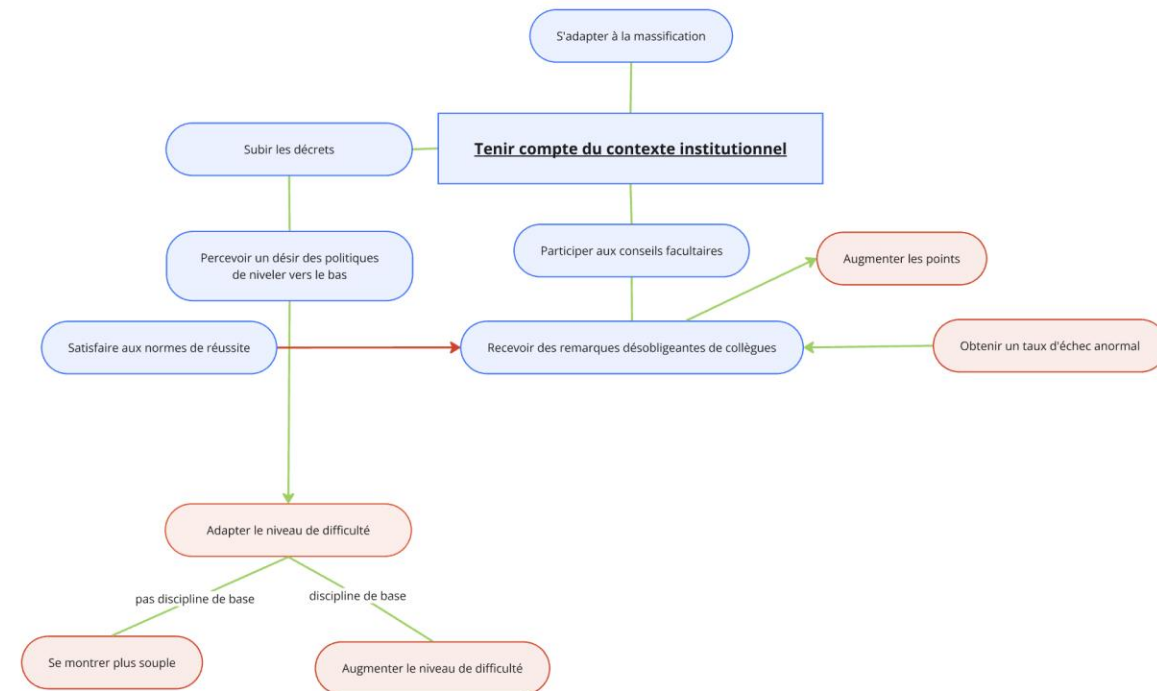 S'adapter à la massification
Subir les décrets
Tenir compte du contexte institutionnel
Percevoir un désir des politiques
de niveler vers le bas
Participer aux conseils facultaires
Augmenter les points
Satisfaire aux normes de réussite
Recevoir des remarques désobligeantes de collègues
Obtenir un taux d'échec anormal
Adapter le niveau de difficulté
pas discipline de base
discipline de base
Se montrer plus souple
Augmenter le niveau de difficulté